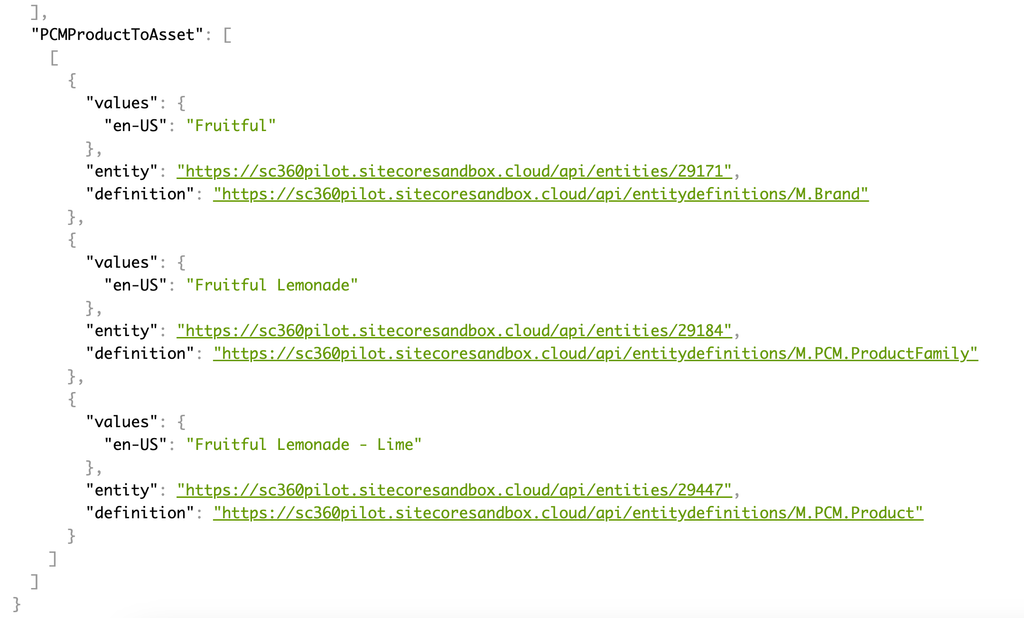 ],
"PCMProductToAsset": [
[
{
"values": {
"en-US": "Fruitful"
},
"entity": "https://sc360pilot.sitecoresandbox.cloud/api/entities/29171",
"definition": "https://sc360pilot.sitecoresandbox.cloud/api/entitydefinitions/M.Brand"
},
{
"values": {
"en-US": "Fruitful Lemonade"
},
"entity": "https://sc360pilot.sitecoresandbox.cloud/api/entities/29184",
"definition": "https://sc360pilot.sitecoresandbox.cloud/api/entitydefinitions/M.PCM.ProductFamily"
},
{
"values": {
"en-US": "Fruitful Lemonade - Lime"
},
"entity": "https://sc360pilot.sitecoresandbox.cloud/api/entities/29447",
"definition": "https://sc360pilot.sitecoresandbox.cloud/api/entitydefinitions/M.PCM.Product"
}
]
]
}